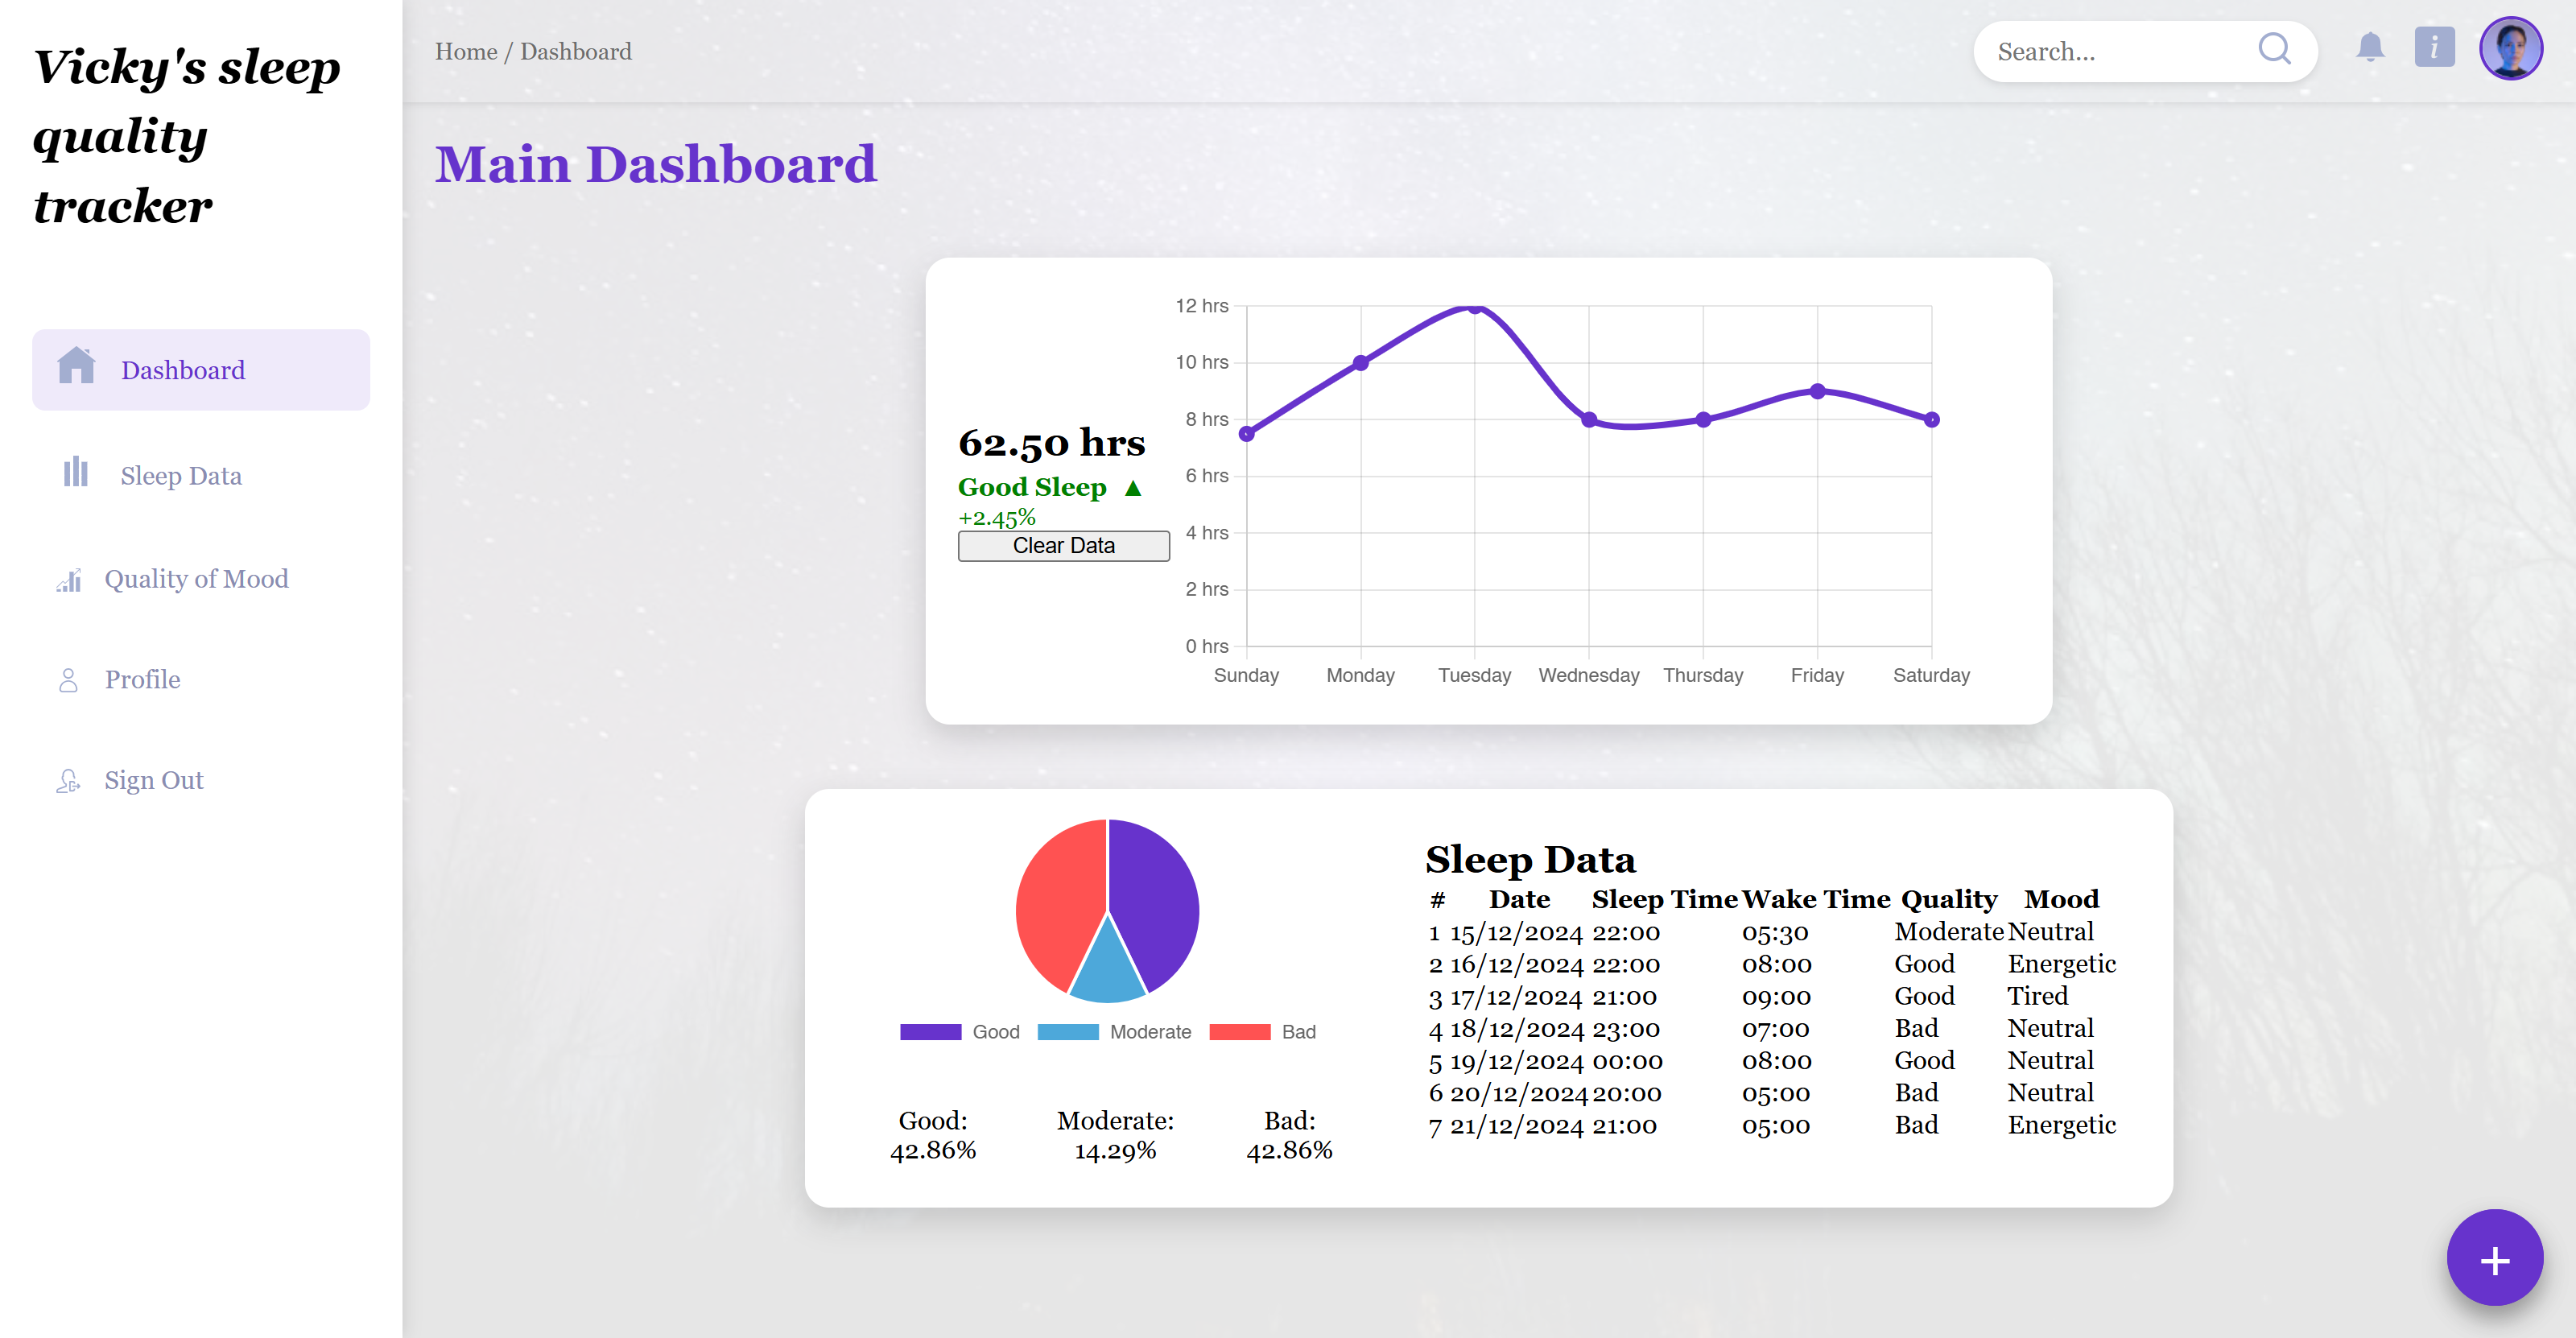 Vicky's sleep
quality
tracker
Dashboard
Sleep Data
Quality of Mood
Profile
Sign Out
Home / Dashboard
Search...
i
Main Dashboard
62.50 hrs
Good Sleep ▲
+2.45%
Clear Data
12 hrs
10 hrs
8 hrs
6 hrs
4 hrs
2 hrs
0 hrs
Sunday Monday Tuesday Wednesday Thursday Friday Saturday
Good Moderate Bad
Good: Moderate: Bad:
42.86% 14.29% 42.86%
Sleep Data
# Date Sleep Time Wake Time Quality Mood
1 15/12/2024 22:00 05:30 Moderate Neutral
2 16/12/2024 22:00 08:00 Good Energetic
3 17/12/2024 21:00 09:00 Good Tired
4 18/12/2024 23:00 07:00 Bad Neutral
5 19/12/2024 00:00 08:00 Good Neutral
6 20/12/2024 20:00 05:00 Bad Neutral
7 21/12/2024 21:00 05:00 Bad Energetic
+